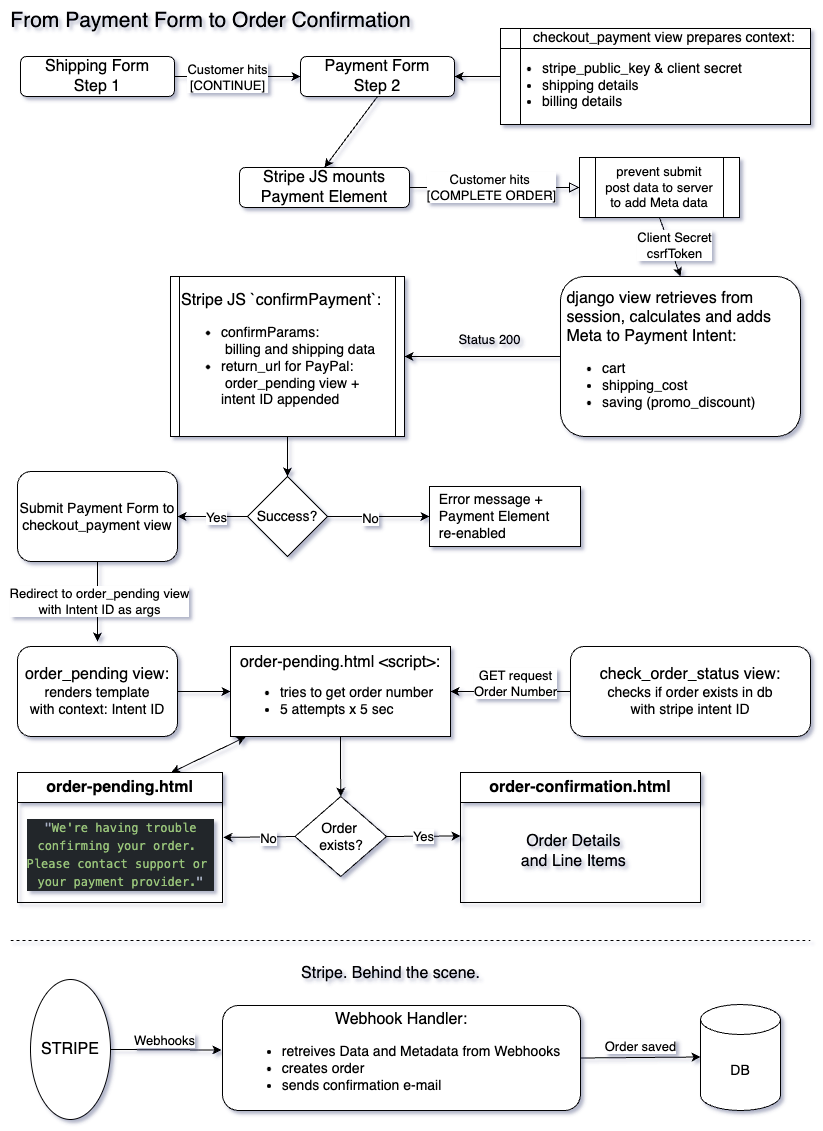 From Payment Form to Order Confirmation
Shipping Form
Step 1
Customer hits
[CONTINUE]
Payment Form
Step 2
checkout_payment view prepares context:
• stripe_public_key & client secret
• shipping details
• billing details
Stripe JS mounts
Payment Element
Customer hits
[COMPLETE ORDER]
prevent submit
post data to server
to add Meta data
Client Secret
csrfToken
Stripe JS `confirmPayment`:
• confirmParams:
billing and shipping data
• return_url for PayPal:
order_pending view +
intent ID appended
Status 200
django view retrieves from
session, calculates and adds
Meta to Payment Intent:
• cart
• shipping_cost
• saving (promo_discount)
Submit Payment Form to
checkout_payment view
Yes
Success?
No
Error message +
Payment Element
re-enabled
Redirect to order_pending view
with Intent ID as args
order_pending view:
renders template
with context: Intent ID
order-pending.html <script>:
• tries to get order number
• 5 attempts x 5 sec
GET request
Order Number
check_order_status view:
checks if order exists in db
with stripe intent ID
order-pending.html
"We're having trouble
confirming your order.
Please contact support or
your payment provider."
No
Order
exists?
Yes
order-confirmation.html
Order Details
and Line Items
Stripe. Behind the scene.
STRIPE
Webhooks
Webhook Handler:
• retreives Data and Metadata from Webhooks
• creates order
• sends confirmation e-mail
Order saved
DB